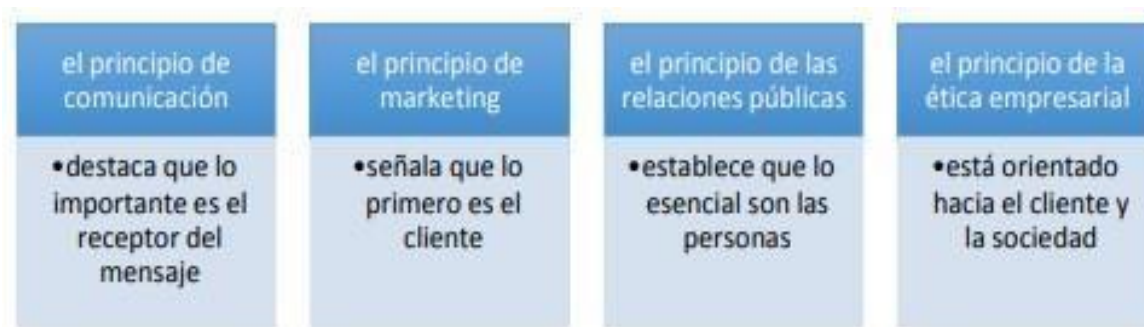 el principio de
comunicación
•destaca que lo
importante es el
receptor del
mensaje
el principio de
marketing
•señala que lo
primero es el
cliente
el principio de las
relaciones públicas
•establece que lo
esencial son las
personas
el principio de la
ética empresarial
•está orientado
hacia el cliente y
la sociedad